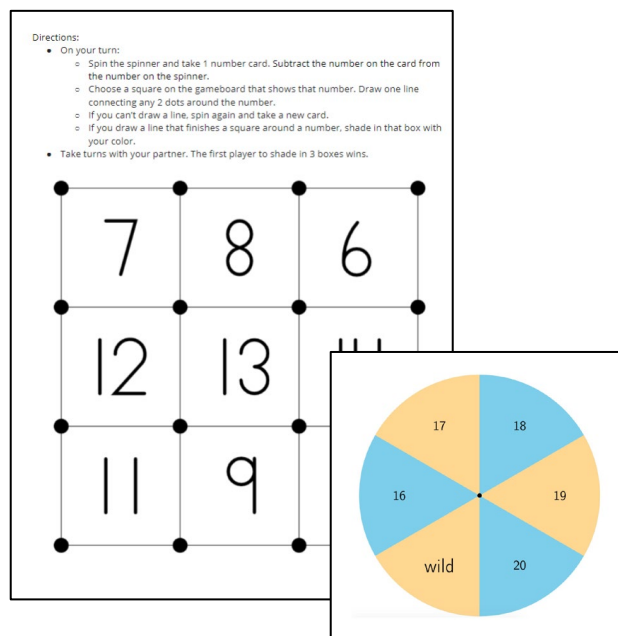 Directions:
● On your turn:
○ Spin the spinner and take 1 number card. Subtract the number on the card from
the number on the spinner.
○ Choose a square on the gameboard that shows that number. Draw one line
connecting any 2 dots around the number.
○ If you can't draw a line, spin again and take a new card.
○ If you draw a line that finishes a square around a number, shade in that box with
your color.
● Take turns with your partner. The first player to shade in 3 boxes wins.
7 8 6
12 13
11 9
17 18
16 19
wild 20